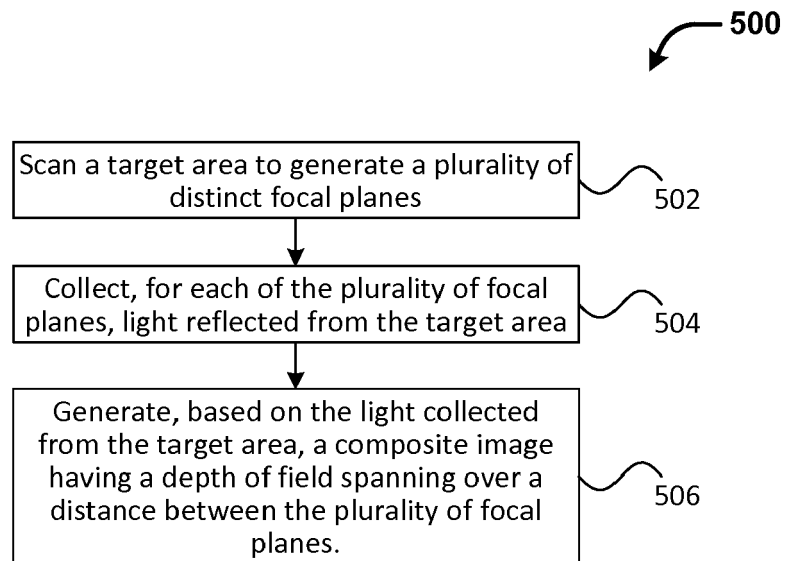 500
Scan a target area to generate a plurality of
distinct focal planes
502
Collect, for each of the plurality of focal
planes, light reflected from the target area
504
Generate, based on the light collected
from the target area, a composite image
having a depth of field spanning over a
distance between the plurality of focal
planes.
506